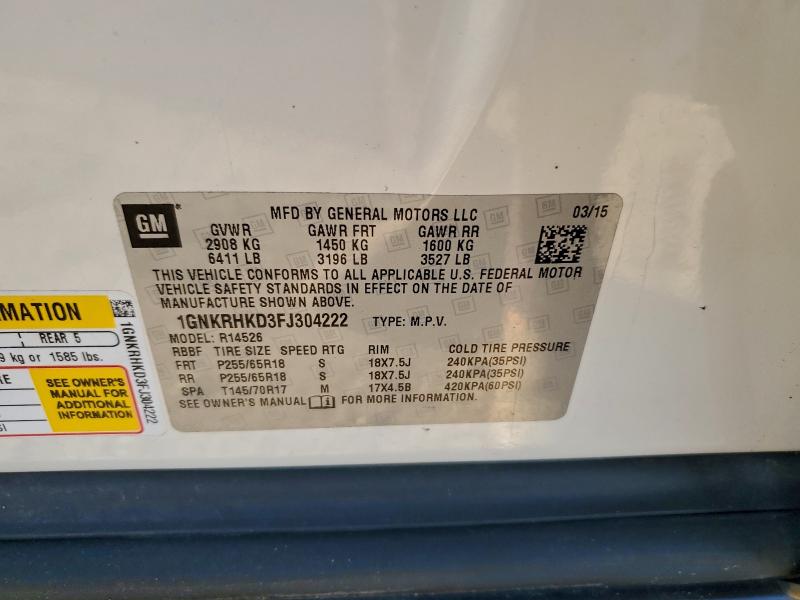 GM
MFD BY GENERAL MOTORS LLC 03/15
GVWR GAWR FRT GAWR RR
2908 KG 1450 KG 1600 KG
6411 LB 3196 LB 3527 LB
THIS VEHICLE CONFORMS TO ALL APPLICABLE U.S. FEDERAL MOTOR
VEHICLE SAFETY STANDARDS IN EFFECT ON THE DATE OF
MANUFACTURE SHOWN ABOVE.
1GNKRHKD3FJ304222 TYPE: M.P.V.
MODEL: R14526
RBBF TIRE SIZE SPEED RTG RIM COLD TIRE PRESSURE
FRT P255/65R18 S 18X7.5J 240KPA(35PSI)
RR P255/65R18 S 18X7.5J 240KPA(35PSI)
SPA T145/70R17 M 17X4.5B 420KPA(60PSI)
SEE OWNER'S MANUAL FOR MORE INFORMATION.
REAR 5
kg or 1585 lbs.
SEE OWNER'S
MANUAL FOR
ADDITIONAL
INFORMATION
1GNKRHKD3FJ304222